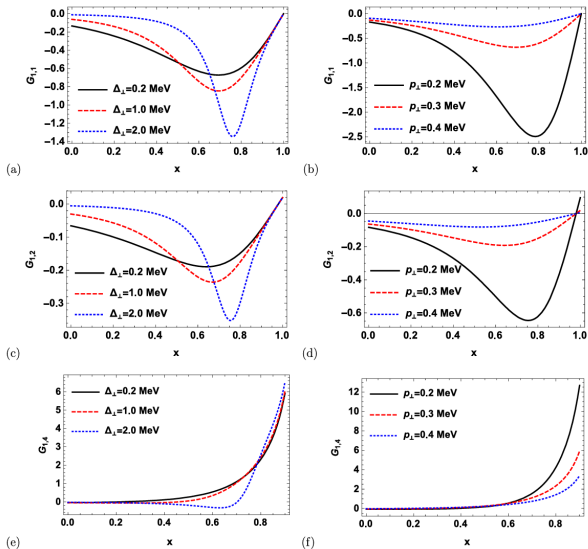 0.0
−0.2
−0.4
−0.6
−0.8
−1.0
−1.2
−1.4
G1,1
Δ⊥=0.2 MeV
Δ⊥=1.0 MeV
Δ⊥=2.0 MeV
0.0 0.2 0.4 0.6 0.8 1.0
x
(a)
0.0
−0.5
−1.0
−1.5
−2.0
−2.5
G1,1
p⊥=0.2 MeV
p⊥=0.3 MeV
p⊥=0.4 MeV
0.0 0.2 0.4 0.6 0.8 1.0
x
(b)
0.0
−0.1
−0.2
−0.3
G1,2
Δ⊥=0.2 MeV
Δ⊥=1.0 MeV
Δ⊥=2.0 MeV
0.0 0.2 0.4 0.6 0.8 1.0
x
(c)
0.0
−0.2
−0.4
−0.6
G1,2
p⊥=0.2 MeV
p⊥=0.3 MeV
p⊥=0.4 MeV
0.0 0.2 0.4 0.6 0.8 1.0
x
(d)
6
5
4
3
2
1
0
G1,4
Δ⊥=0.2 MeV
Δ⊥=1.0 MeV
Δ⊥=2.0 MeV
0.0 0.2 0.4 0.6 0.8
x
(e)
12
10
8
6
4
2
0
G1,4
p⊥=0.2 MeV
p⊥=0.3 MeV
p⊥=0.4 MeV
0.0 0.2 0.4 0.6 0.8
x
(f)